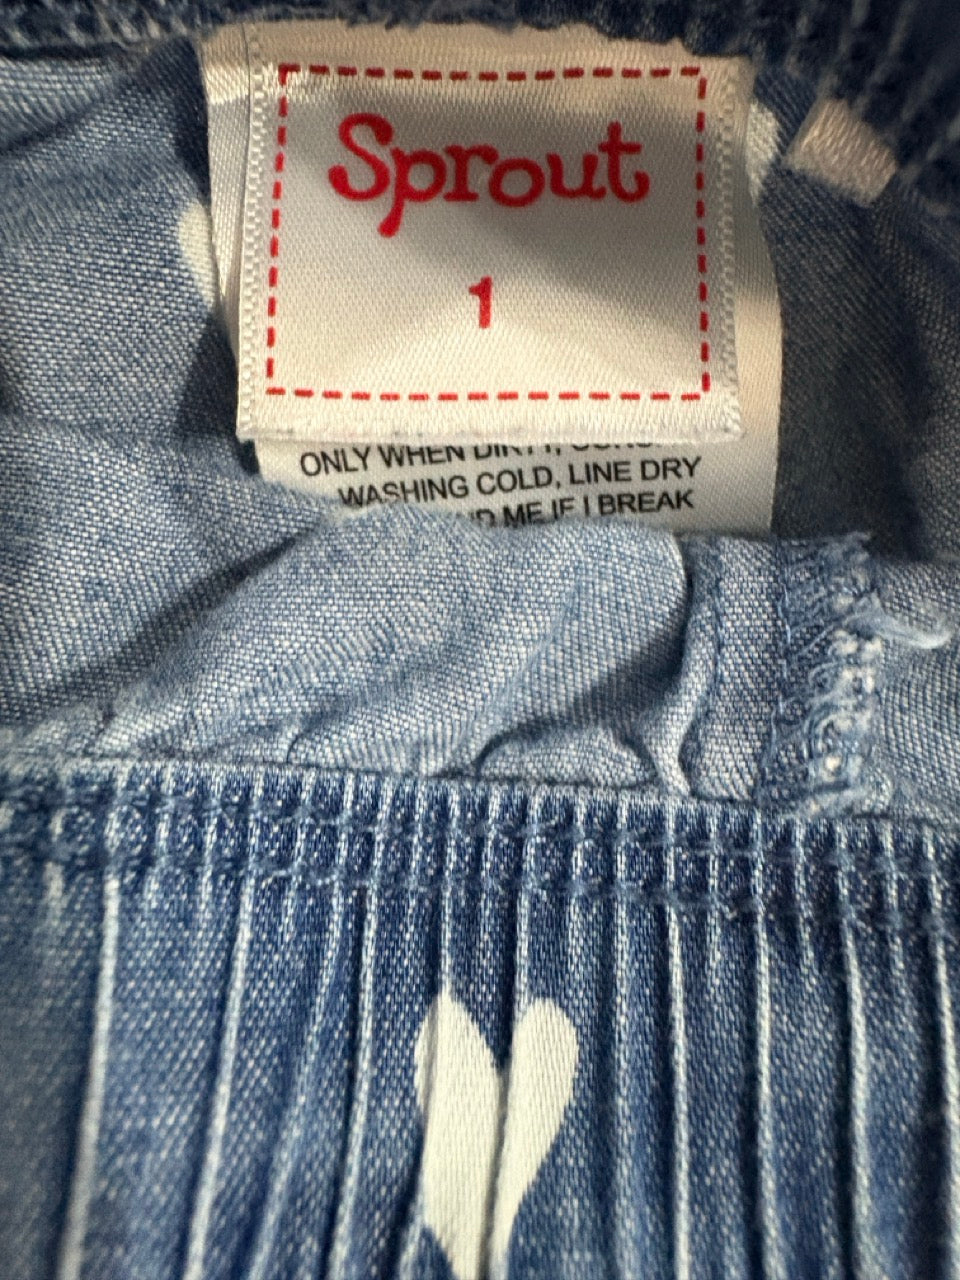 Sprout
1
ONLY WHEN DIRTY,
WASHING COLD, LINE DRY
ME IF I BREAK